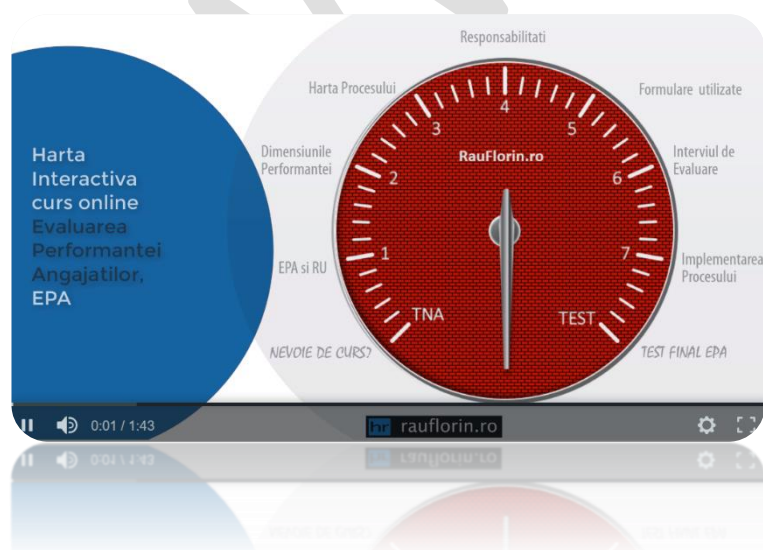 Harta
Interactiva
curs online
Evaluarea
Performantei
Angajatilor,
EPA
Responsabilitati
Harta Procesului
Formulare utilizate
Dimensiunile
Performantei
Interviul de
Evaluare
EPA si RU
Implementarea
Procesului
NEVOIE DE CURS?
TEST FINAL EPA
RauFlorin.ro
1
2
3
4
5
6
7
TNA
TEST
0:01 / 1:43
hr rauflorin.ro